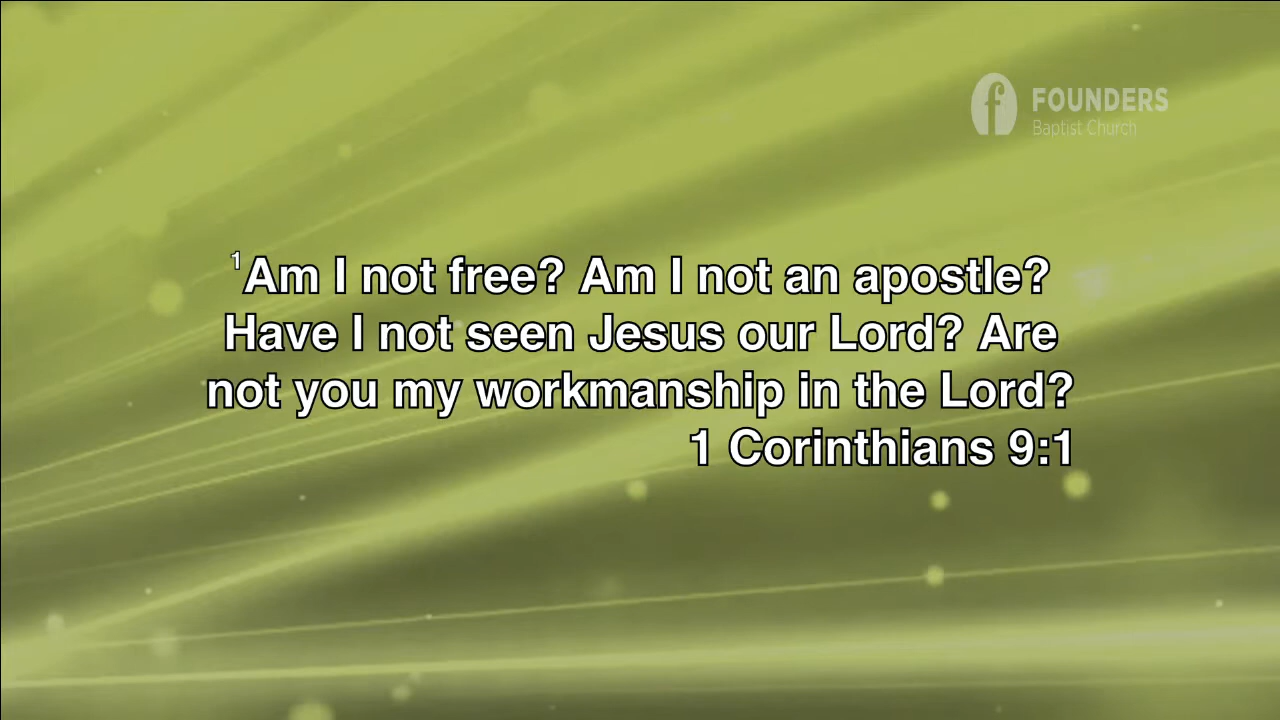 FOUNDERS
Baptist Church
1Am I not free? Am I not an apostle?
Have I not seen Jesus our Lord? Are
not you my workmanship in the Lord?
1 Corinthians 9:1